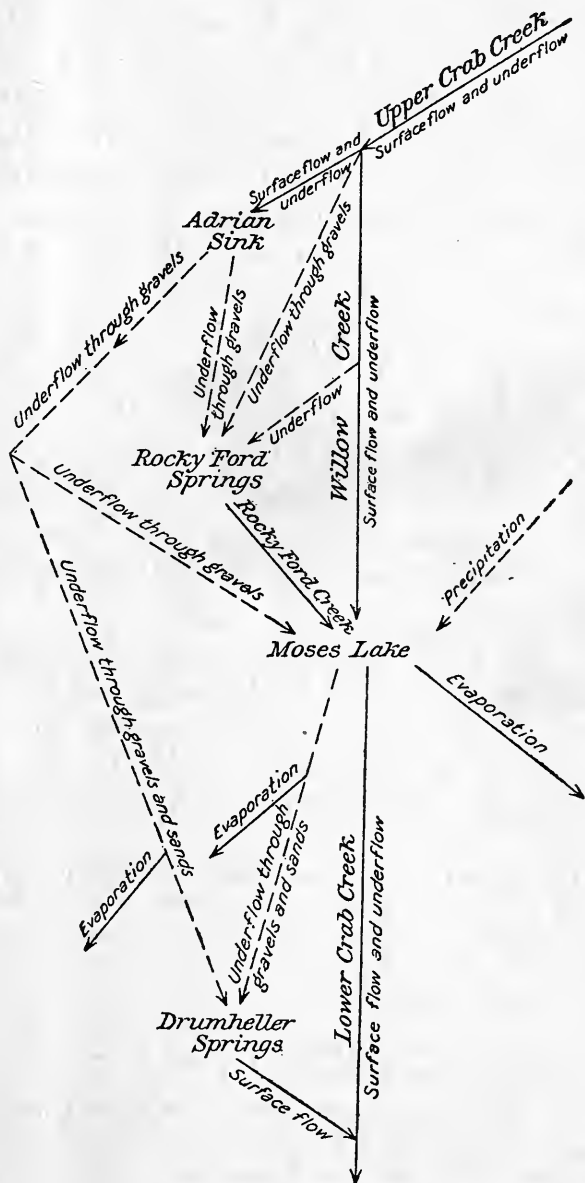 Upper Crab Creek
Surface flow and underflow
Surface flow and
underflow
Adrian
Sink
Underflow through gravels
Underflow
through gravels
Underflow through gravels
Creek
Willow
Surface flow and underflow
Underflow
Rocky Ford
Springs
Underflow through gravels
Rocky Ford Creek
Precipitation
Moses Lake
Evaporation
Underflow through gravels and sands
Evaporation
Underflow through
gravels and sands
Evaporation
Lower Crab Creek
Surface flow and underflow
Drumheller
Springs
Surface flow